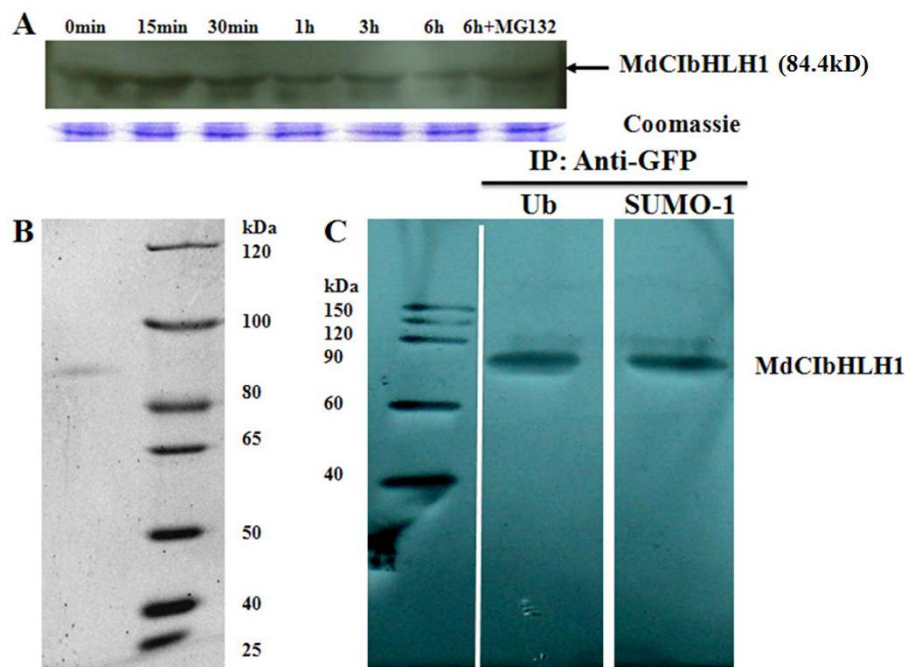 A
0min 15min 30min 1h 3h 6h 6h+MG132
MdCIbHLH1 (84.4kD)
Coomassie
IP: Anti-GFP
Ub SUMO-1
B
kDa
120
100
80
65
50
40
25
C
kDa
150
120
90
60
40
MdCIbHLH1